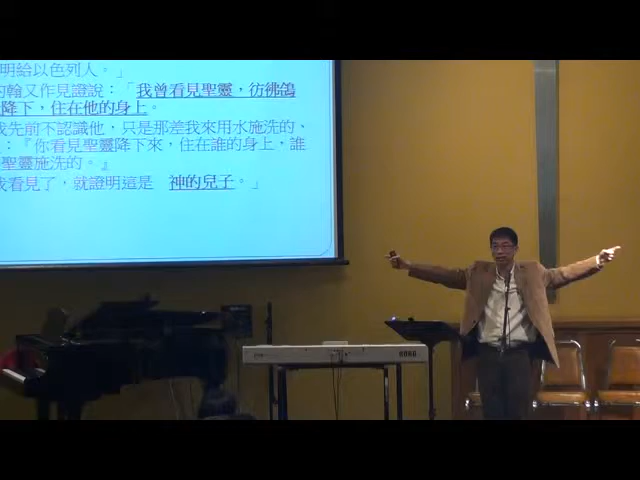 明給以色列人。」
約翰又作見證說：「我曾看見聖靈，彷彿鴿
降下，住在他的身上。
我先前不認識他，只是那差我來用水施洗的、
：『你看見聖靈降下來，住在誰的身上，誰
聖靈施洗的。』
我看見了，就證明這是 神的兒子。」
KORG